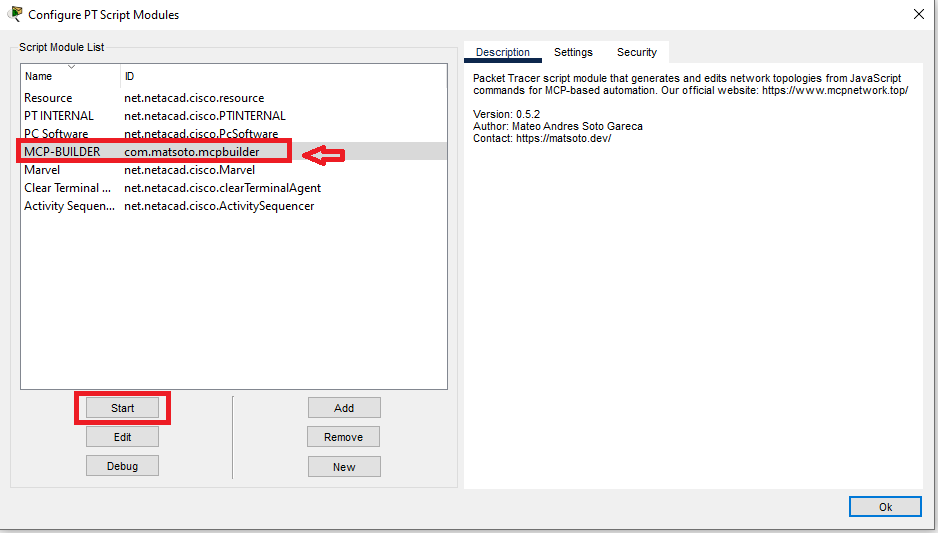 Configure PT Script Modules
Script Module List
Name ID
Resource net.netacad.cisco.resource
PT INTERNAL net.netacad.cisco.PTINTERNAL
PC Software net.netacad.cisco.PcSoftware
MCP-BUILDER com.matsoto.mcpbuilder
Marvel net.netacad.cisco.Marvel
Clear Terminal ... net.netacad.cisco.clearTerminalAgent
Activity Sequen... net.netacad.cisco.ActivitySequencer
Start
Edit
Debug
Add
Remove
New
Description Settings Security
Packet Tracer script module that generates and edits network topologies from JavaScript
commands for MCP-based automation. Our official website: https://www.mcpnetwork.top/
Version: 0.5.2
Author: Mateo Andres Soto Gareca
Contact: https://matsoto.dev/
Ok